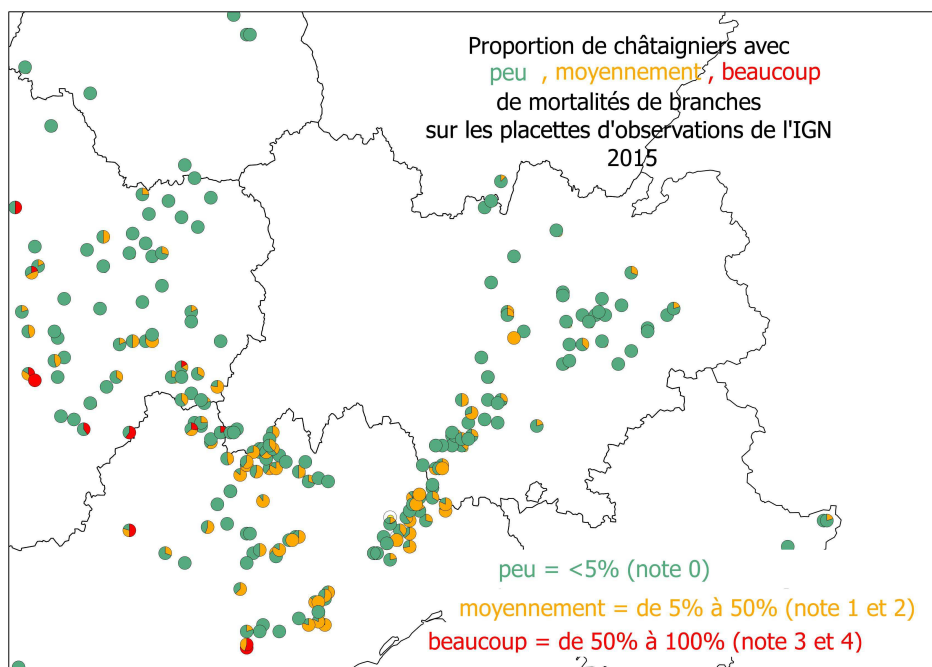 Proportion de châtaigniers avec
peu , moyennement , beaucoup
de mortalités de branches
sur les placettes d'observations de l'IGN
2015
peu = <5% (note 0)
moyennement = de 5% à 50% (note 1 et 2)
beaucoup = de 50% à 100% (note 3 et 4)